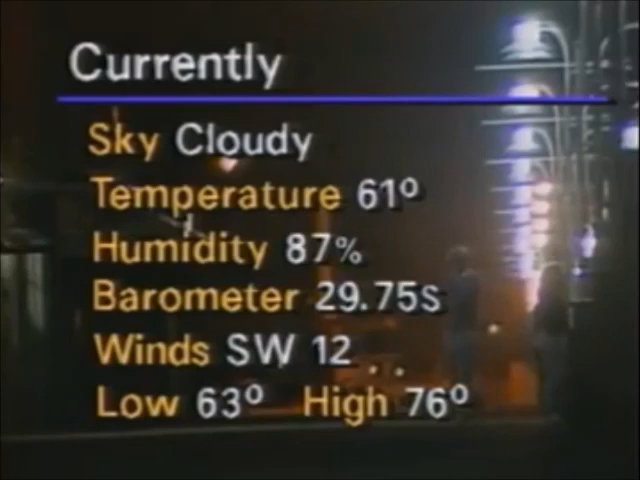 Currently
Sky Cloudy
Temperature 61º
Humidity 87%
Barometer 29.75S
Winds SW 12
Low 63º High 76º